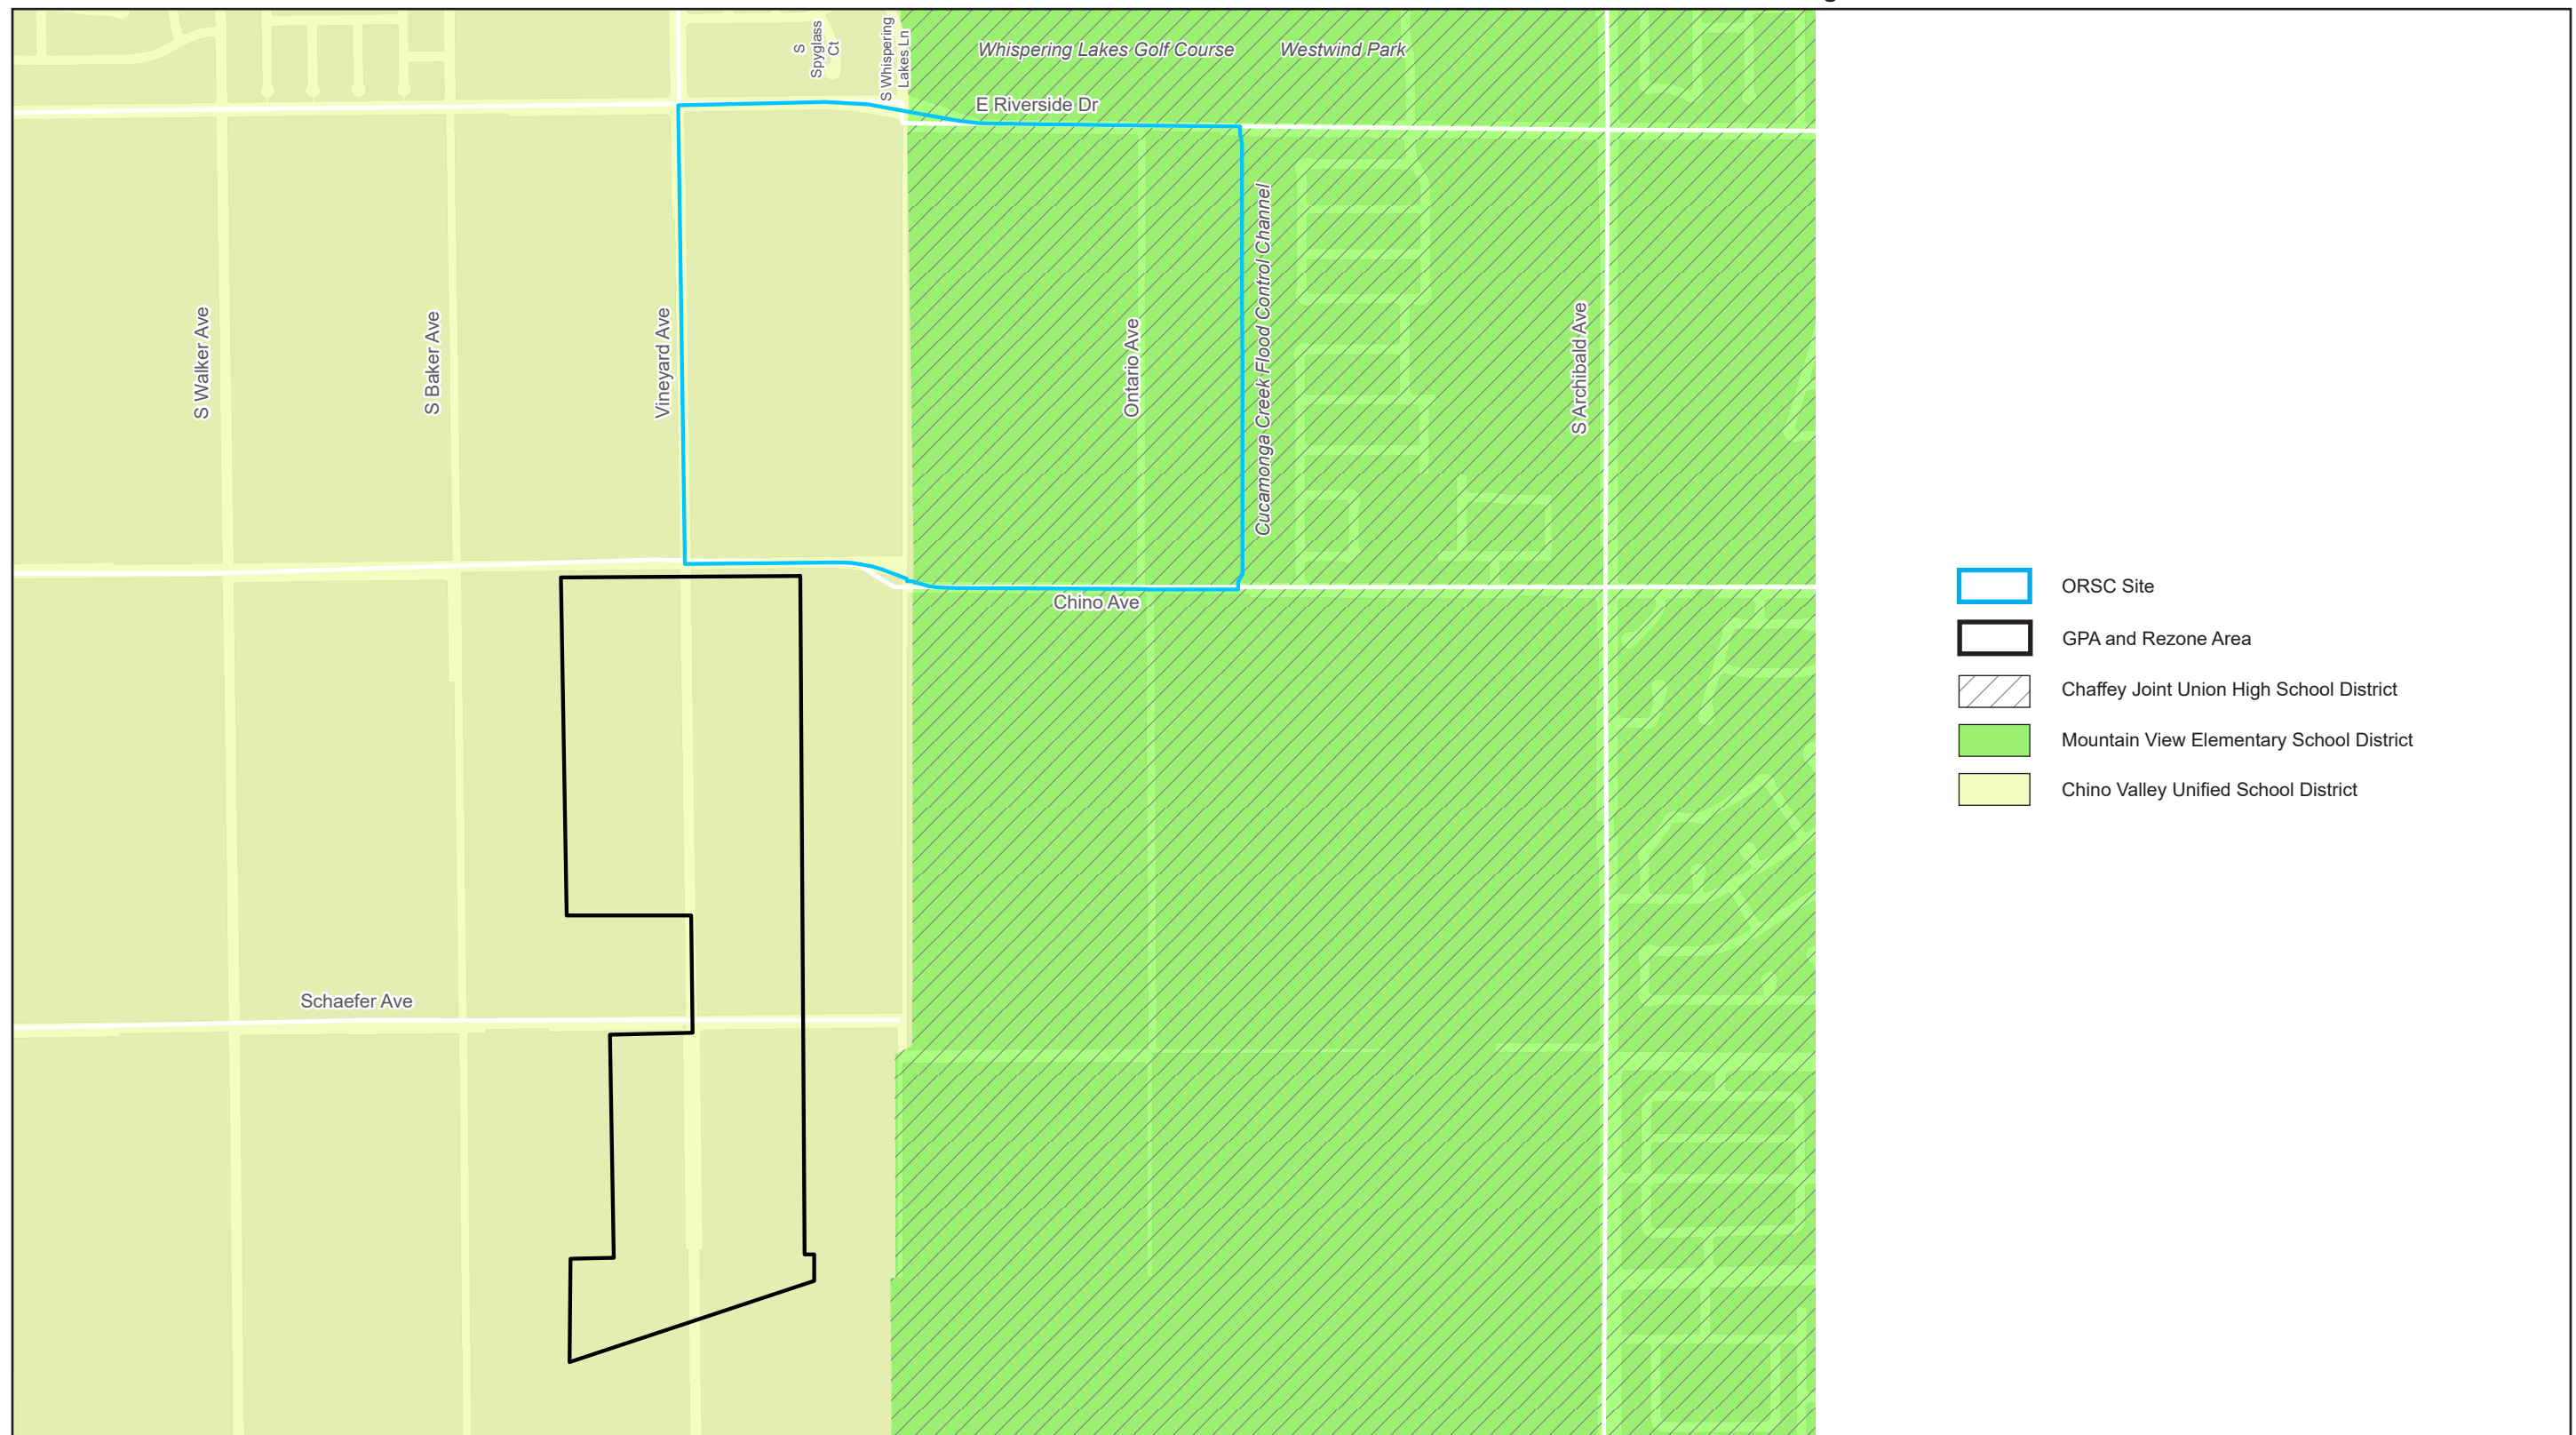 S
Spyglass
Ct
S Whispering
Lakes Ln
Whispering Lakes Golf Course
Westwind Park
E Riverside Dr
S Walker Ave
S Baker Ave
Vineyard Ave
Ontario Ave
Cucamonga Creek Flood Control Channel
S Archibald Ave
Chino Ave
Schaefer Ave
ORSC Site
GPA and Rezone Area
Chaffey Joint Union High School District
Mountain View Elementary School District
Chino Valley Unified School District